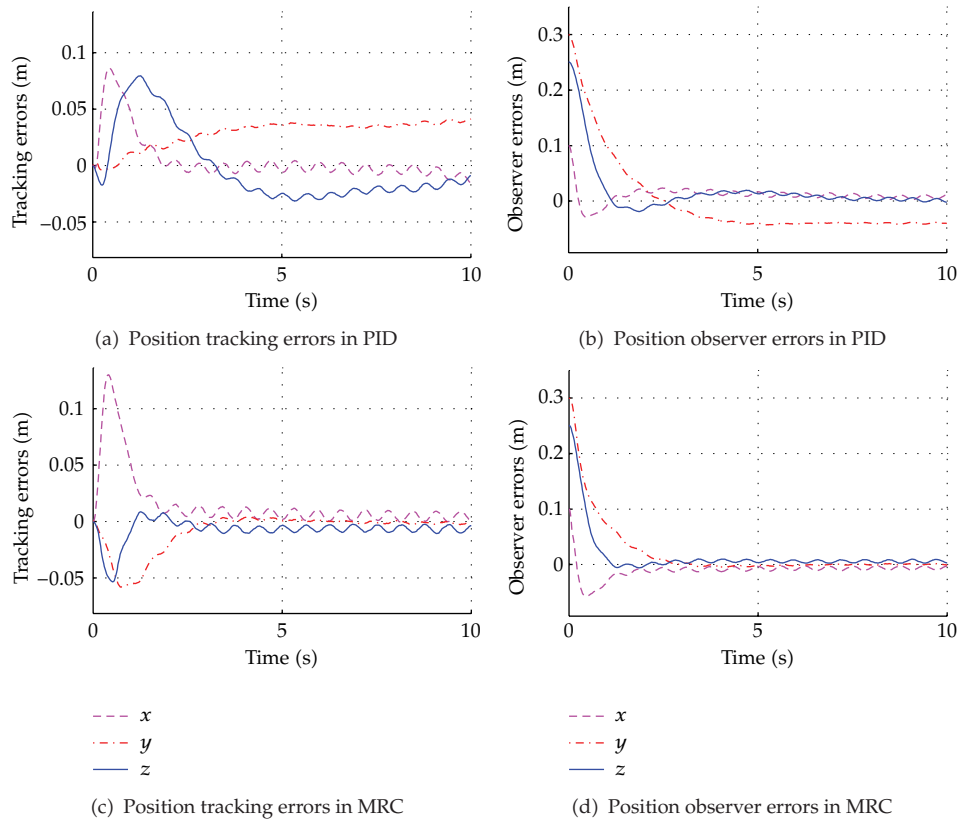 0.1
0.05
0
−0.05
Tracking errors (m)
0
5
10
Time (s)
(a) Position tracking errors in PID
0.3
0.2
0.1
0
Observer errors (m)
0
5
10
Time (s)
(b) Position observer errors in PID
0.1
0.05
0
−0.05
Tracking errors (m)
0
5
10
Time (s)
x
y
z
(c) Position tracking errors in MRC
0.3
0.2
0.1
0
Observer errors (m)
0
5
10
Time (s)
x
y
z
(d) Position observer errors in MRC